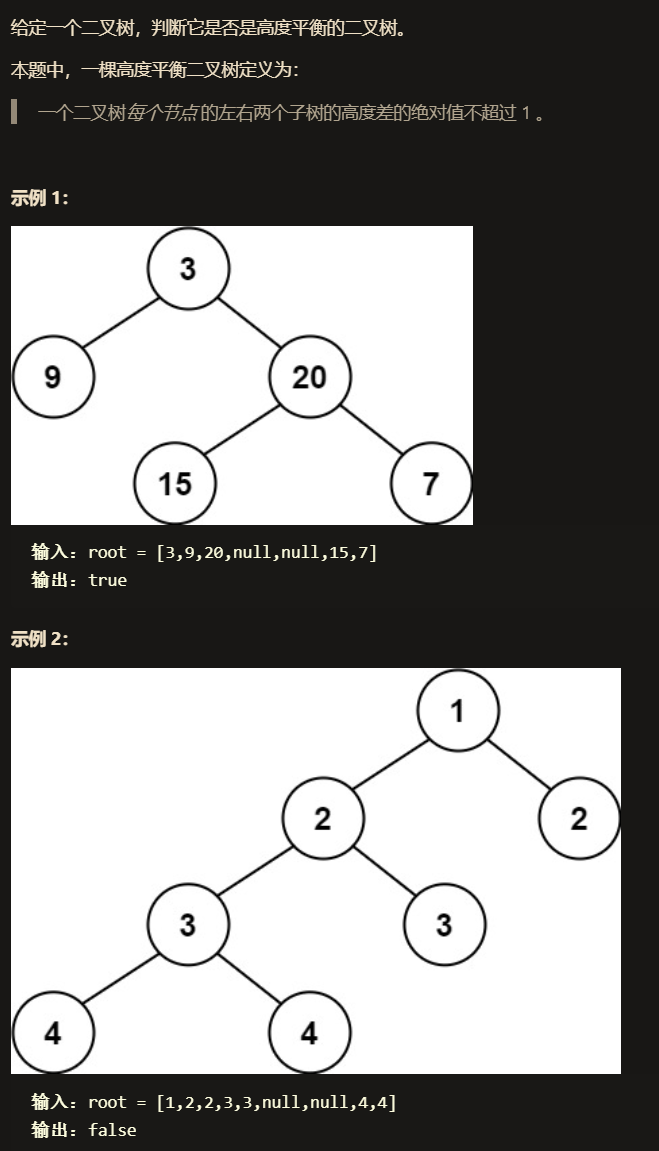 给定一个二叉树，判断它是否是高度平衡的二叉树。
本题中，一棵高度平衡二叉树定义为：
一个二叉树每个节点的左右两个子树的高度差的绝对值不超过 1 。
示例 1：
3
9
20
15
7
输入：root = [3,9,20,null,null,15,7]
输出：true
示例 2：
1
2
2
3
3
4
4
输入：root = [1,2,2,3,3,null,null,4,4]
输出：false